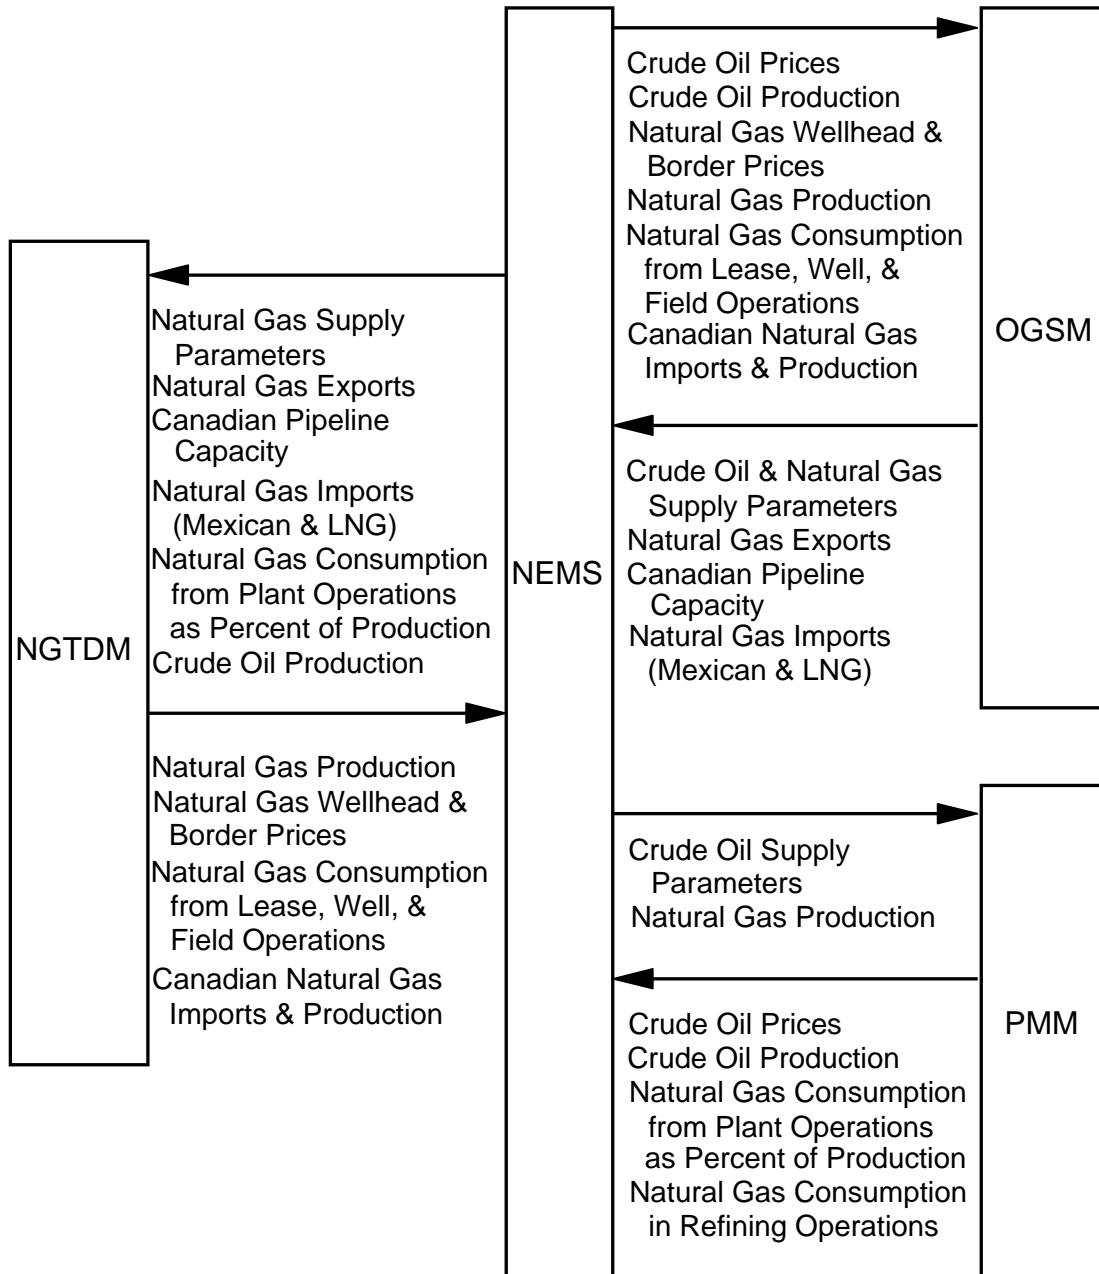 NGTDM
Natural Gas Supply
Parameters
Natural Gas Exports
Canadian Pipeline
Capacity
Natural Gas Imports
(Mexican & LNG)
Natural Gas Consumption
from Plant Operations
as Percent of Production
Crude Oil Production
Natural Gas Production
Natural Gas Wellhead &
Border Prices
Natural Gas Consumption
from Lease, Well, &
Field Operations
Canadian Natural Gas
Imports & Production
NEMS
Crude Oil Prices
Crude Oil Production
Natural Gas Wellhead &
Border Prices
Natural Gas Production
Natural Gas Consumption
from Lease, Well, &
Field Operations
Canadian Natural Gas
Imports & Production
Crude Oil & Natural Gas
Supply Parameters
Natural Gas Exports
Canadian Pipeline
Capacity
Natural Gas Imports
(Mexican & LNG)
OGSM
Crude Oil Supply
Parameters
Natural Gas Production
Crude Oil Prices
Crude Oil Production
Natural Gas Consumption
from Plant Operations
as Percent of Production
Natural Gas Consumption
in Refining Operations
PMM